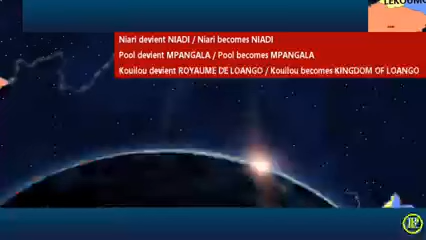 LEKOUMOU
Niari devient NIADI / Niari becomes NIADI
Pool devient MPANGALA / Pool becomes MPANGALA
Kouilou devient ROYAUME DE LOANGO / Kouilou becomes KINGDOM OF LOANGO